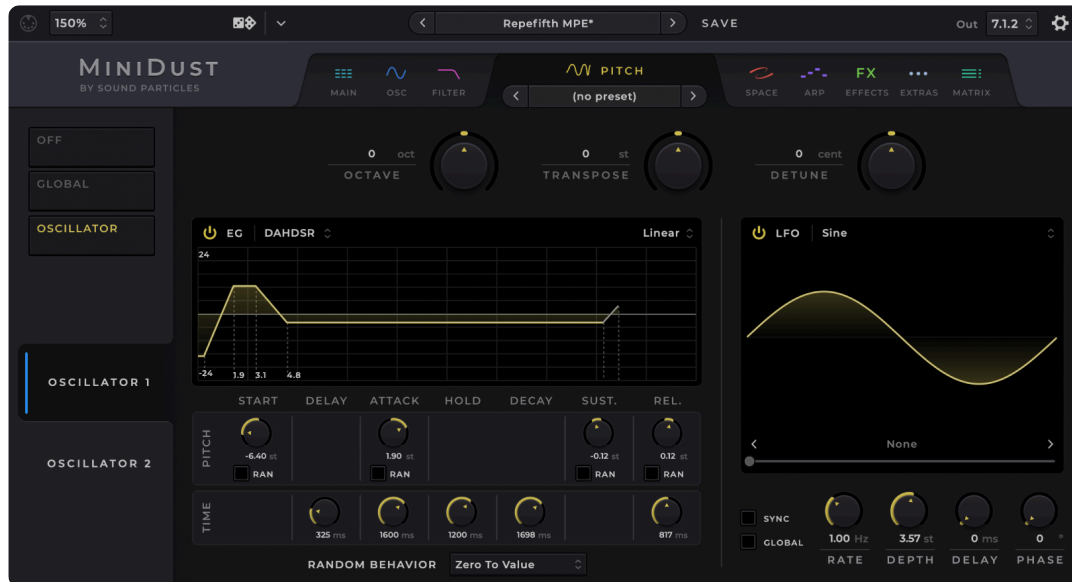 150%
Repefifth MPE*
SAVE
Out 7.1.2
MINIDUST
BY SOUND PARTICLES
MAIN OSC FILTER
PITCH
(no preset)
FX
SPACE ARP EFFECTS EXTRAS MATRIX
OFF
GLOBAL
OSCILLATOR
OSCILLATOR 1
OSCILLATOR 2
0 oct
OCTAVE
0 st
TRANSPOSE
0 cent
DETUNE
EG DAHDSR Linear
24
-24 1.9 3.1 4.8
START DELAY ATTACK HOLD DECAY SUST. REL.
PITCH
-6.40 st 1.90 st -0.12 st 0.12 st
RAN RAN RAN RAN
TIME
325 ms 1600 ms 1200 ms 1698 ms 817 ms
RANDOM BEHAVIOR Zero To Value
LFO Sine
None
SYNC
GLOBAL
1.00 Hz 3.57 st 0 ms 0 °
RATE DEPTH DELAY PHASE